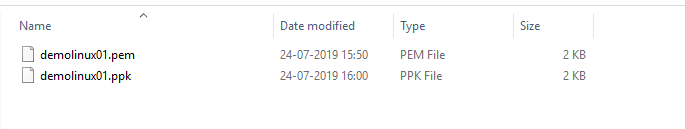 Name Date modified Type Size
demolinux01.pem 24-07-2019 15:50 PEM File 2 KB
demolinux01.ppk 24-07-2019 16:00 PPK File 2 KB